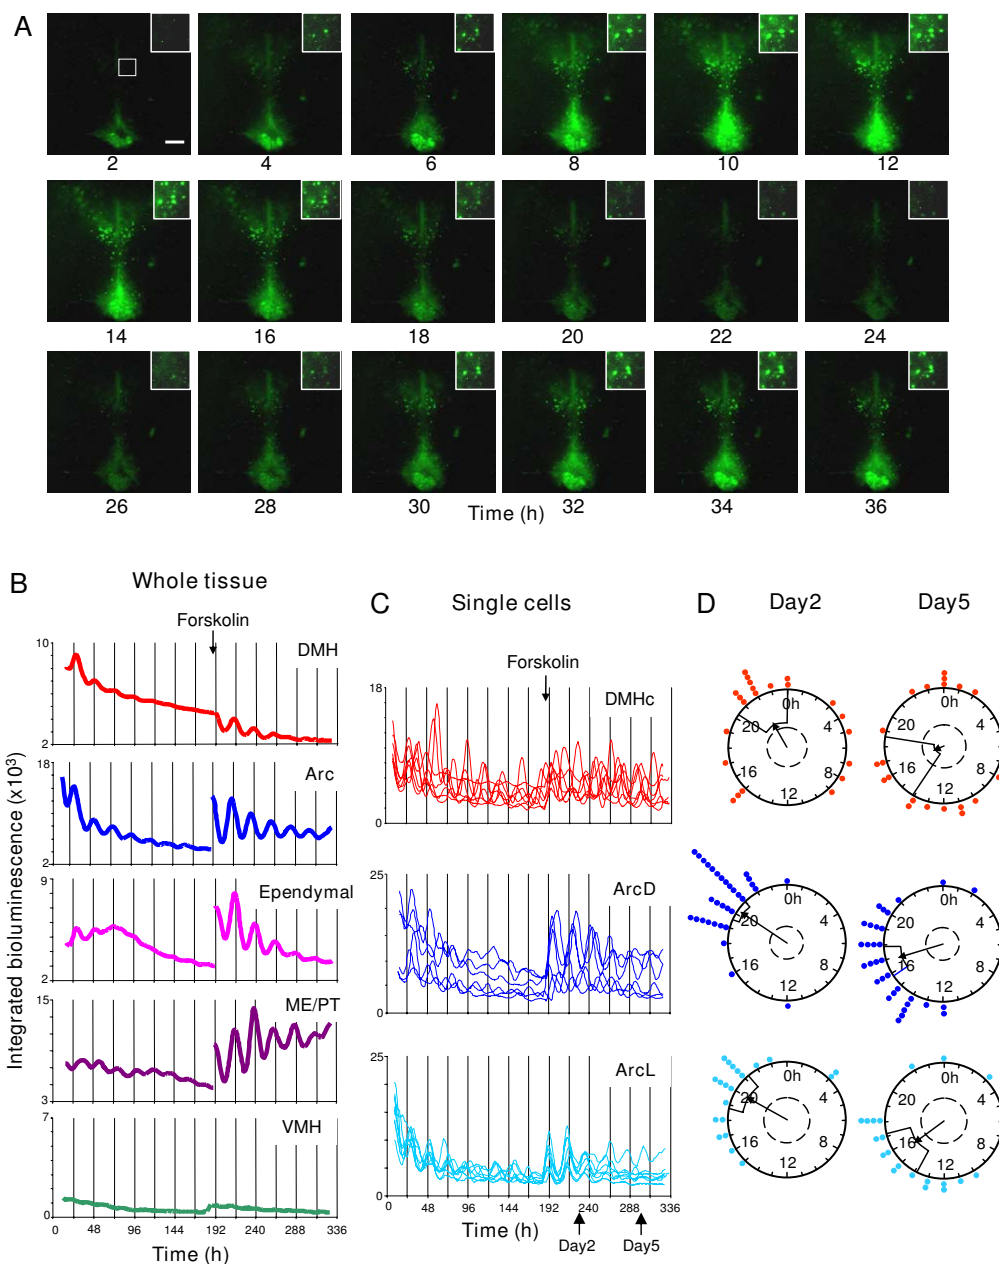 A
2 4 6 8 10 12
14 16 18 20 22 24
26 28 30 32 34 36
Time (h)
B Whole tissue
Forskolin
Integrated bioluminescence (x10³)
10
DMH
2
18
Arc
2
9
Ependymal
2
15
ME/PT
3
7
VMH
0
0 48 96 144 192 240 288 336
Time (h)
C Single cells
Forskolin
18
DMHc
0
25
ArcD
0
25
ArcL
0
0 48 96 144 192 240 288 336
Time (h)
Day2 Day5
D Day2 Day5
0h 4 8 12 16 20
0h 4 8 12 16 20
0h 4 8 12 16 20
0h 4 8 12 16 20
0h 4 8 12 16 20
0h 4 8 12 16 20